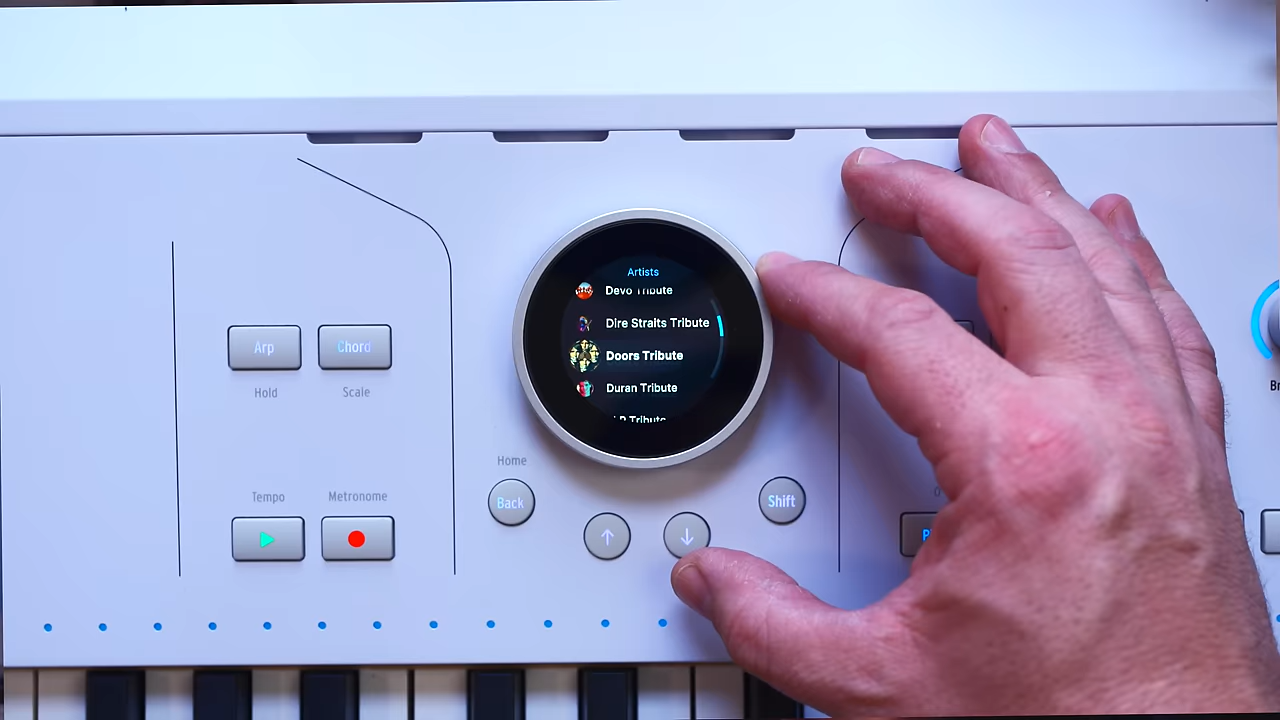 Artists
Devo Tribute
Dire Straits Tribute
Doors Tribute
Duran Tribute
Tribute
Arp
Chord
Hold
Scale
Home
Back
Shift
Tempo
Metronome